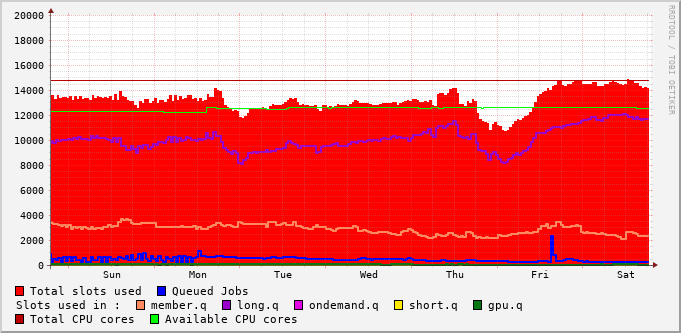 20000
18000
16000
14000
12000
10000
8000
6000
4000
2000
0
Sun Mon Tue Wed Thu Fri Sat
RRDTOOL / TOBI OETIKER
Total slots used Queued Jobs
Slots used in : member.q long.q ondemand.q short.q gpu.q
Total CPU cores Available CPU cores